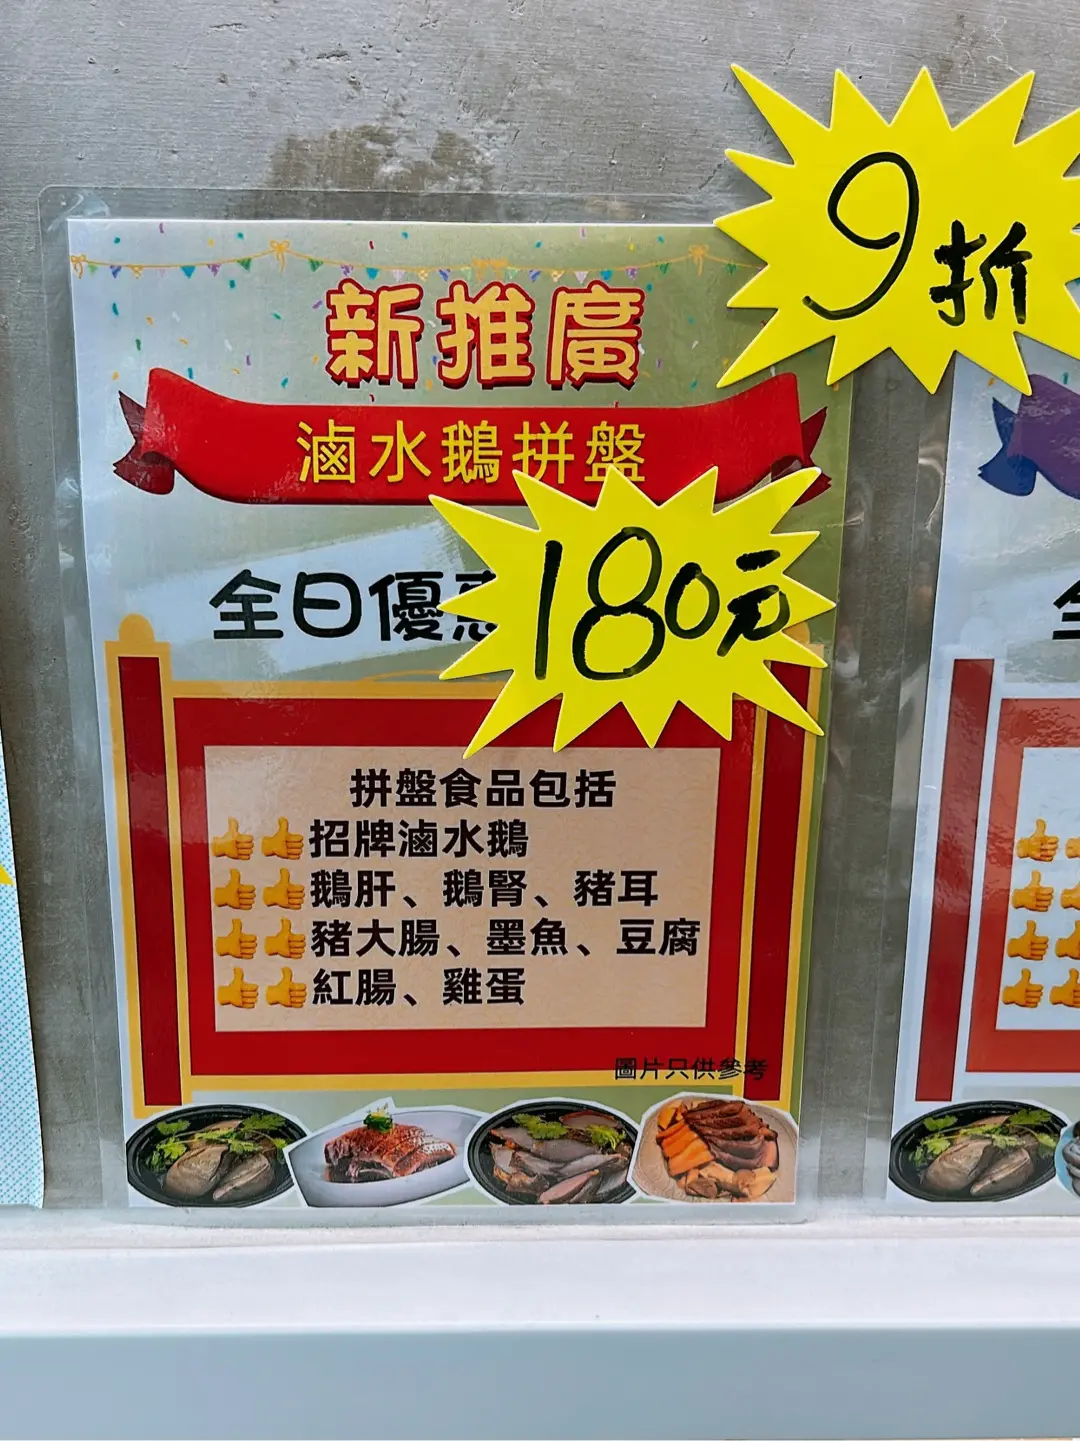 9折
新推廣
滷水鵝拼盤
全日優惠
180元
拼盤食品包括
👍👍招牌滷水鵝
👍👍鵝肝、鵝腎、豬耳
👍👍豬大腸、墨魚、豆腐
👍👍紅腸、雞蛋
圖片只供參考